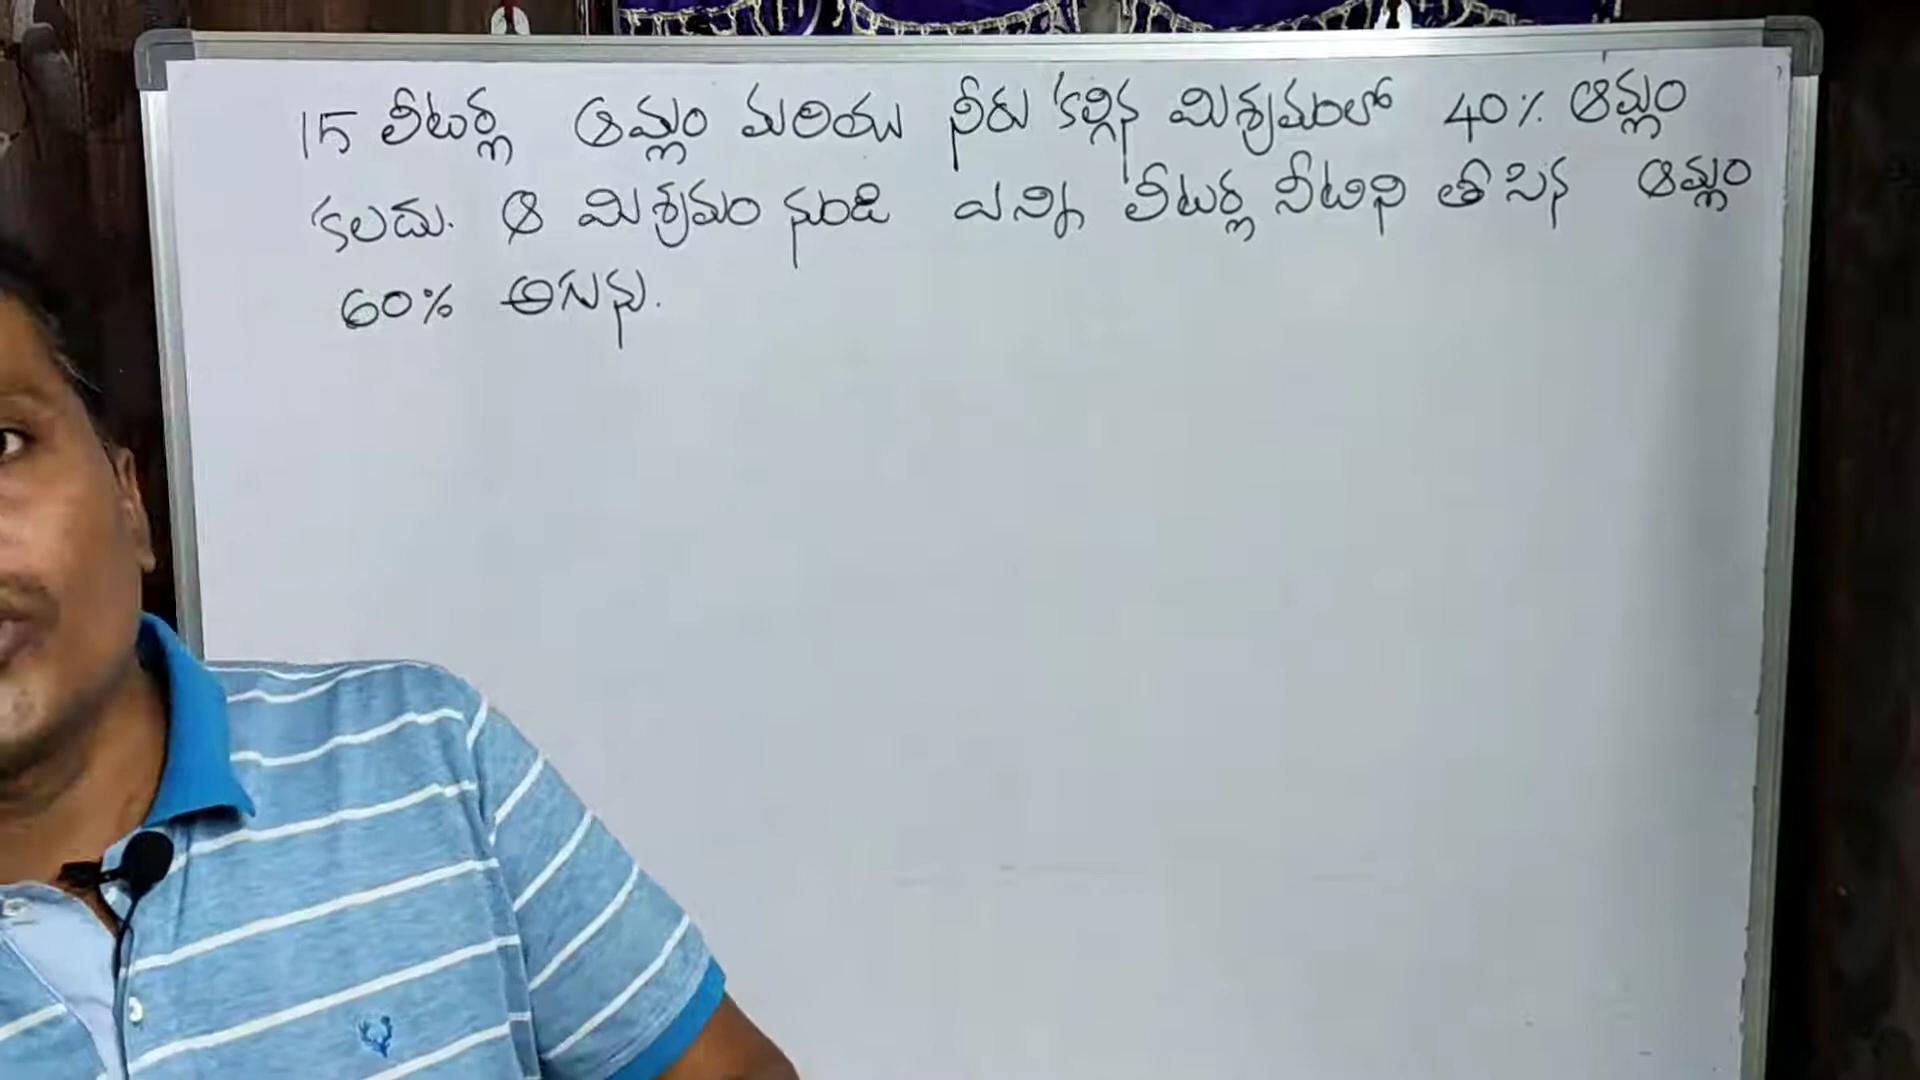 15 లీటర్ల ఆమ్లం మరియు నీరు కల్గిన మిశ్రమంలో 40% ఆమ్లం
కలదు. ఆ మిశ్రమం నుండి ఎన్ని లీటర్ల నీటిని తీసిన ఆమ్లం
60% అగును.